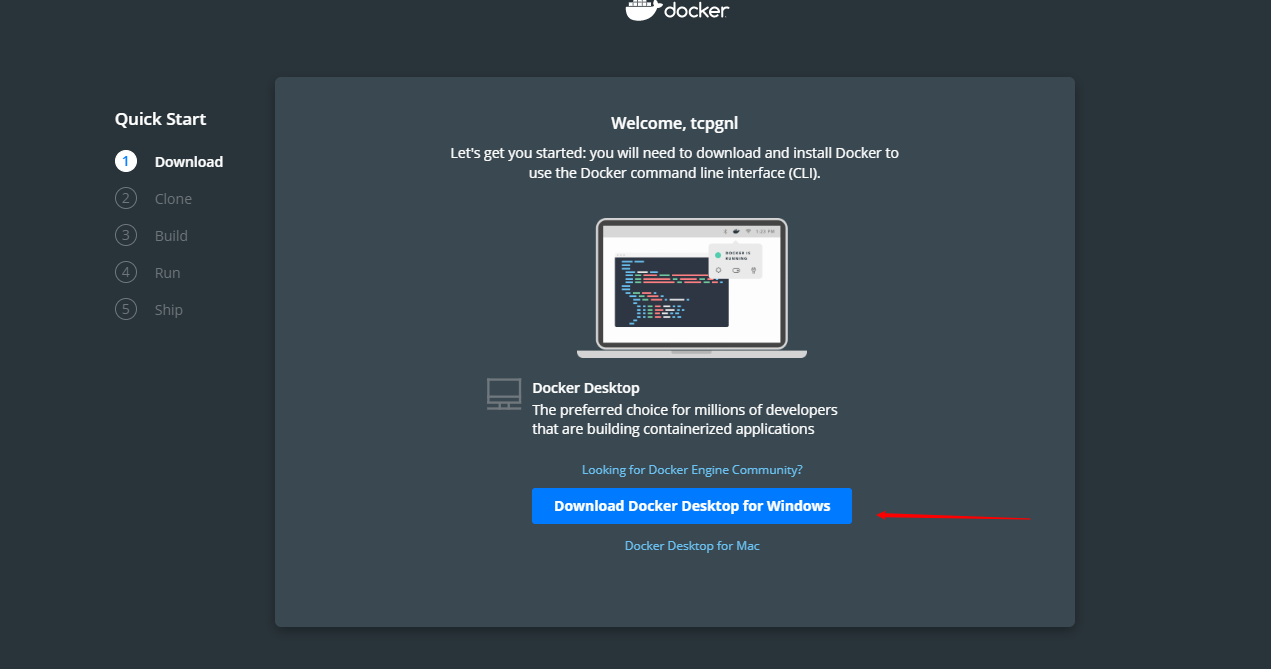 docker
Quick Start
1 Download
2 Clone
3 Build
4 Run
5 Ship
Welcome, tcpgnl
Let's get you started: you will need to download and install Docker to
use the Docker command line interface (CLI).
1:25 PM
DOCKER IS
RUNNING
Docker Desktop
The preferred choice for millions of developers
that are building containerized applications
Looking for Docker Engine Community?
Download Docker Desktop for Windows
Docker Desktop for Mac